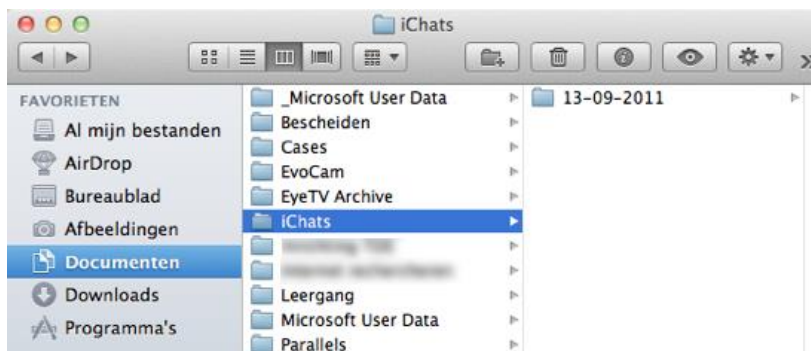 iChats
FAVORIETEN
Al mijn bestanden
AirDrop
Bureaublad
Afbeeldingen
Documenten
Downloads
Programma's
_Microsoft User Data
Bescheiden
Cases
EvoCam
EyeTV Archive
iChats
Leergang
Microsoft User Data
Parallels
13-09-2011